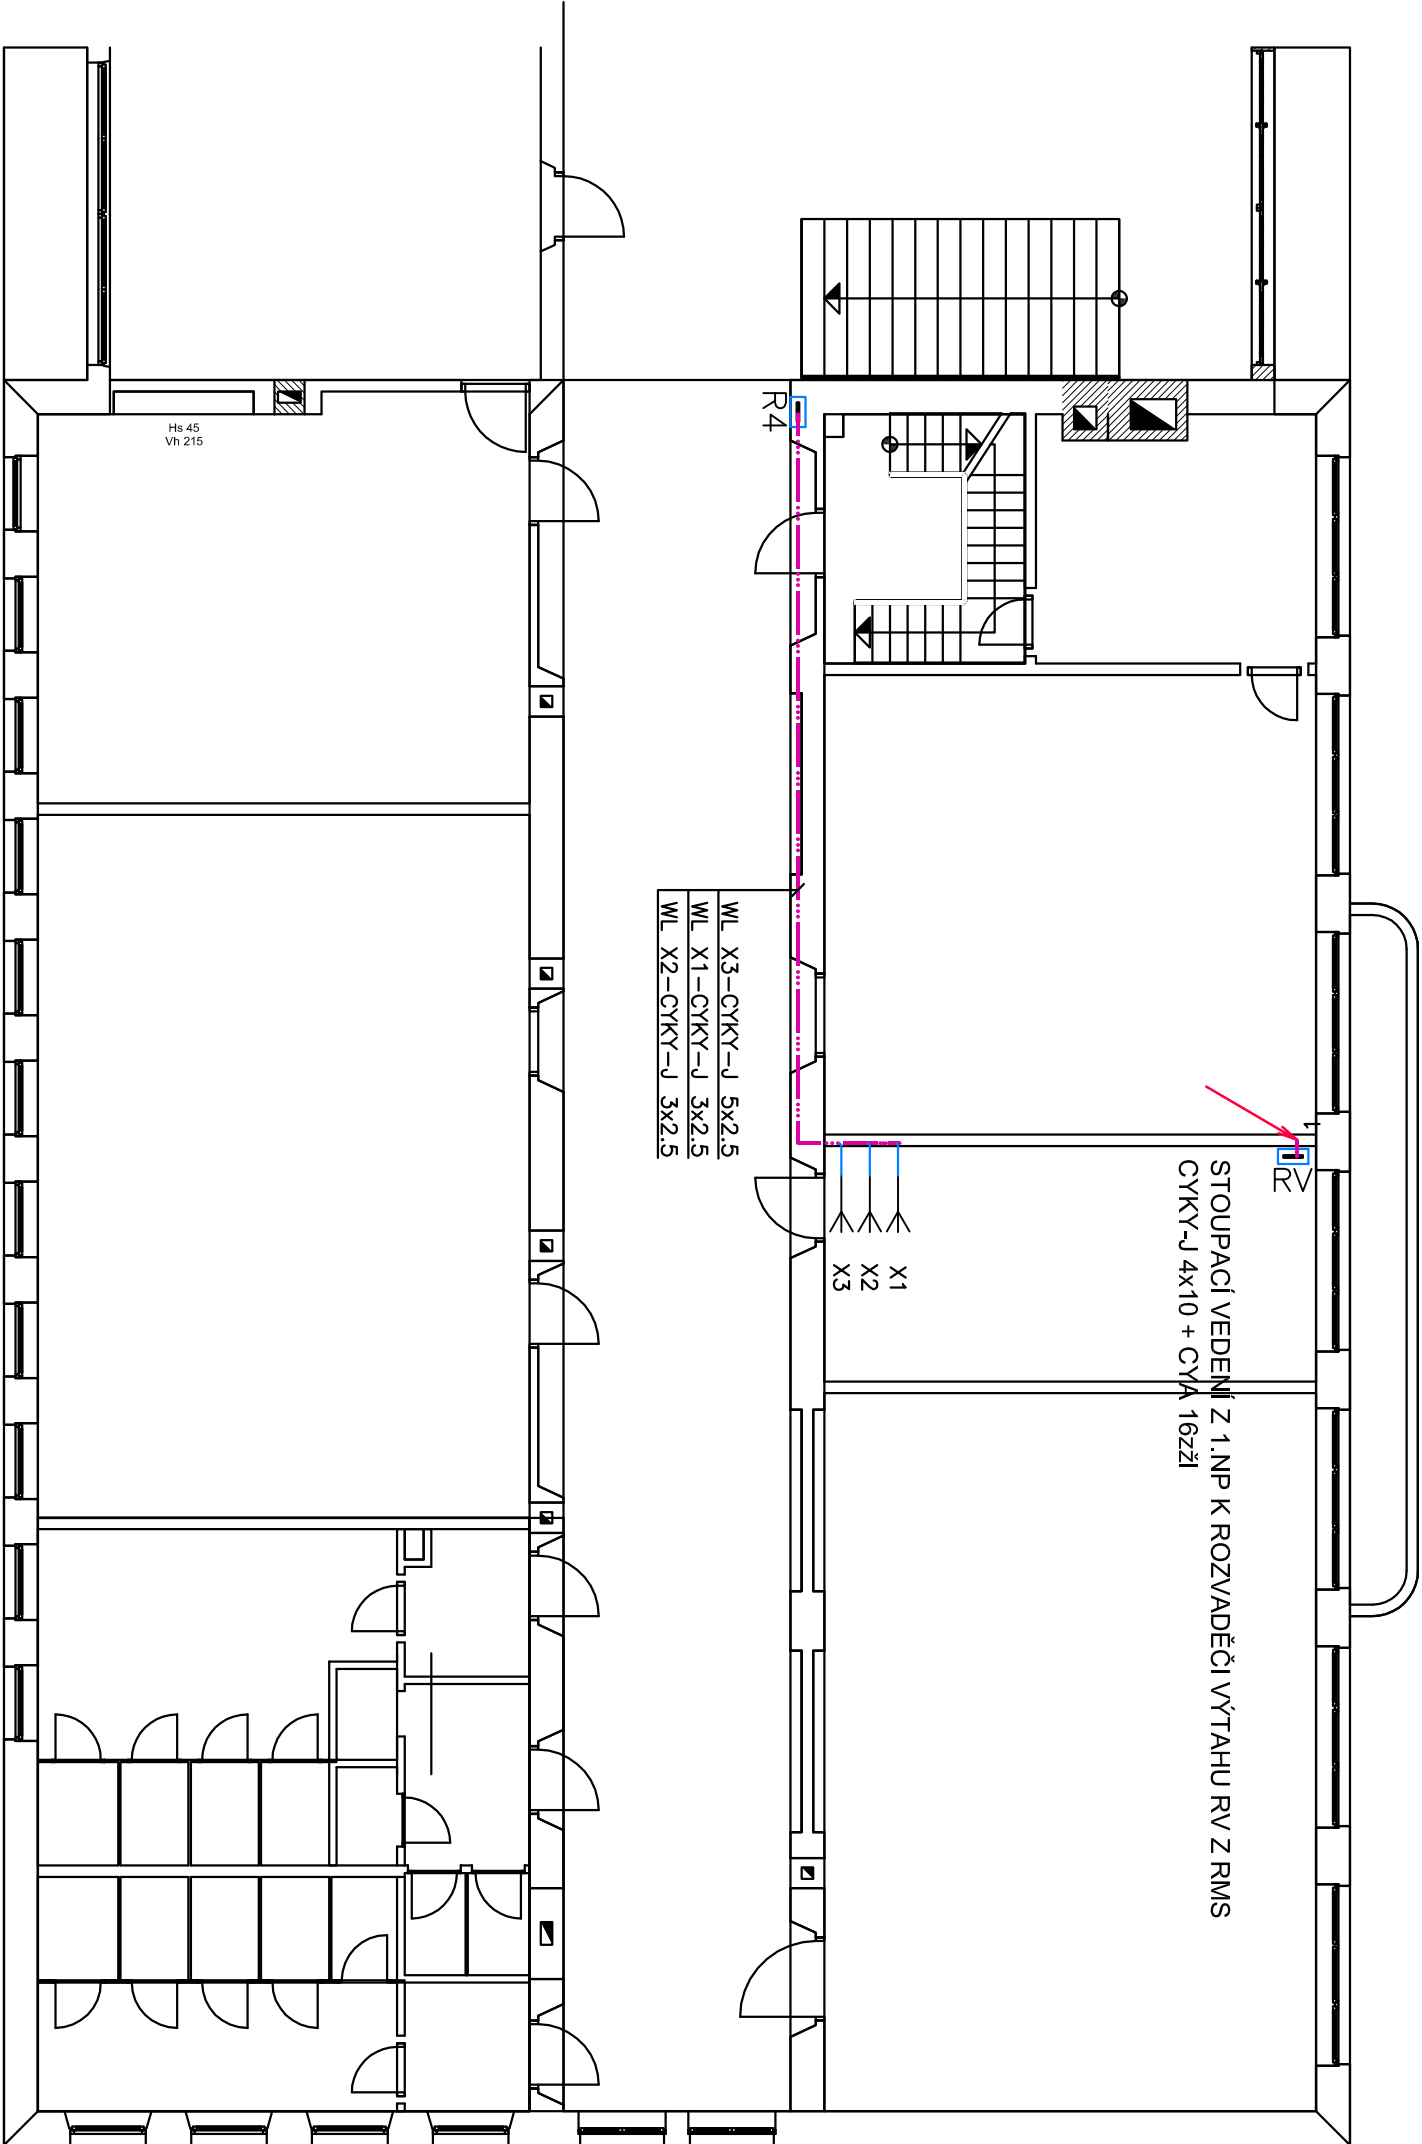 Hs 45
Vh 215
R4
WL X3-CYKY-J 5x2.5
WL X1-CYKY-J 3x2.5
WL X2-CYKY-J 3x2.5
X1
X2
X3
1
RV
STOUPACÍ VEDENÍ Z 1.NP K ROZVADĚČI VÝTAHU RV Z RMS
CYKY-J 4x10 + CYA 16zžl